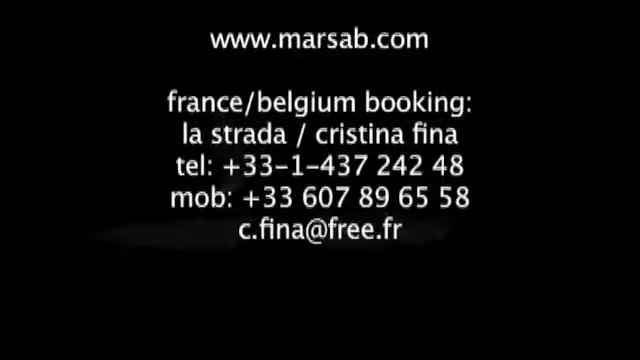 www.marsab.com
france/belgium booking:
la strada / cristina fina
tel: +33-1-437 242 48
mob: +33 607 89 65 58
c.fina@free.fr